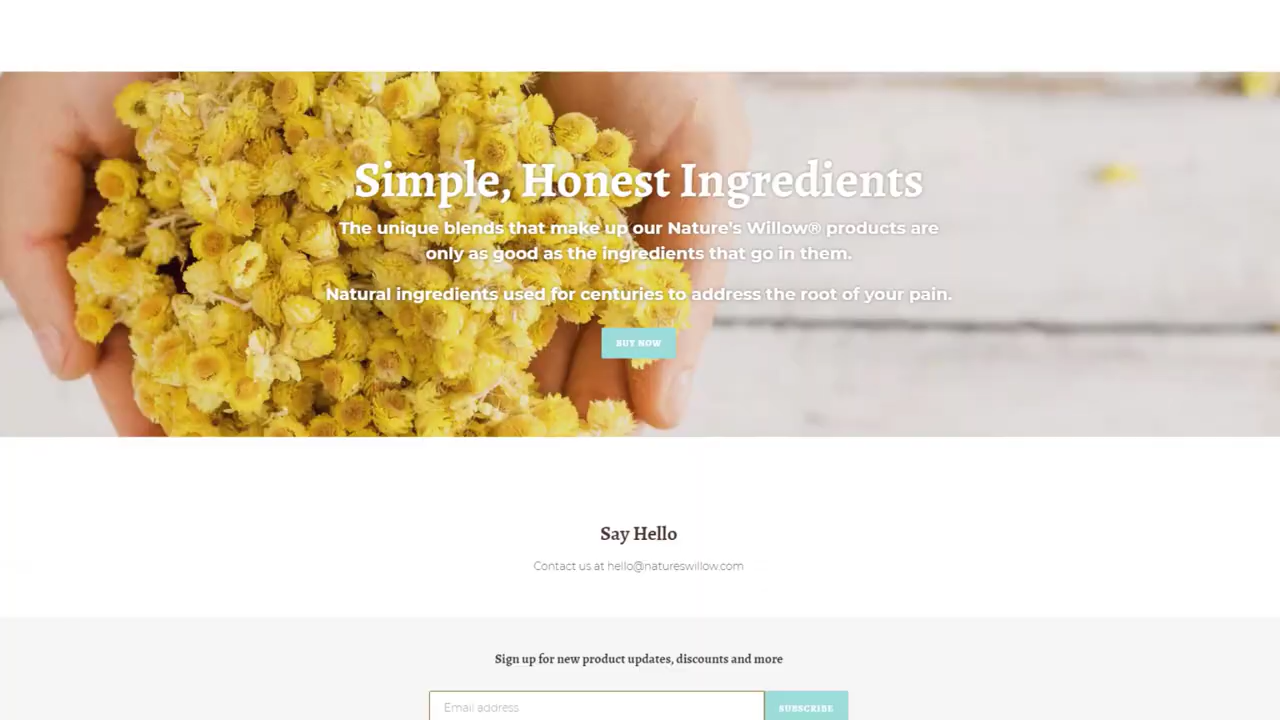 Simple, Honest Ingredients
The unique blends that make up our Nature's Willow® products are
only as good as the ingredients that go in them.
Natural ingredients used for centuries to address the root of your pain.
BUY NOW
Say Hello
Contact us at hello@natureswillow.com
Sign up for new product updates, discounts and more
Email address
SUBSCRIBE